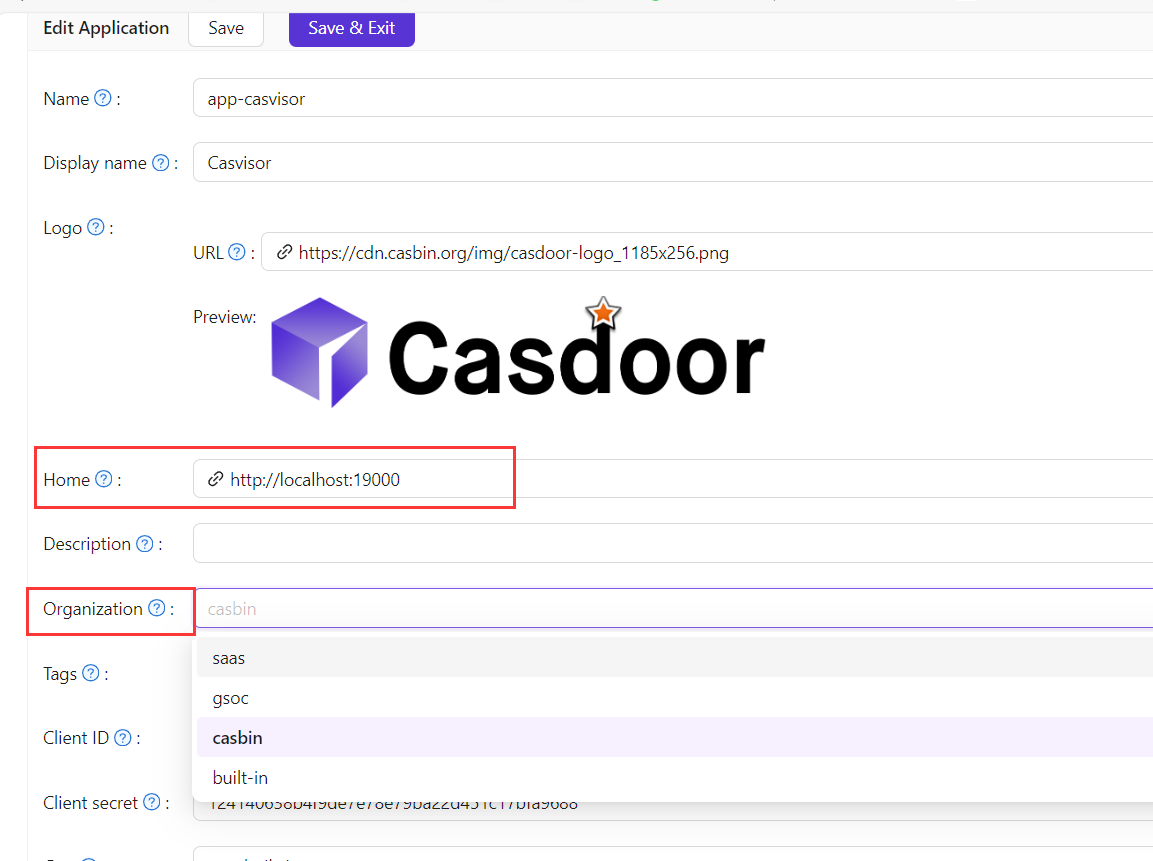 Edit Application Save Save & Exit
Name ? : app-casvisor
Display name ? : Casvisor
Logo ? :
URL ? : https://cdn.casbin.org/img/casdoor-logo_1185x256.png
Preview:
Casdoor
Home ? : http://localhost:19000
Description ? :
Organization ? : casbin
saas
Tags ? :
gsoc
Client ID ? :
casbin
built-in
Client secret ? :